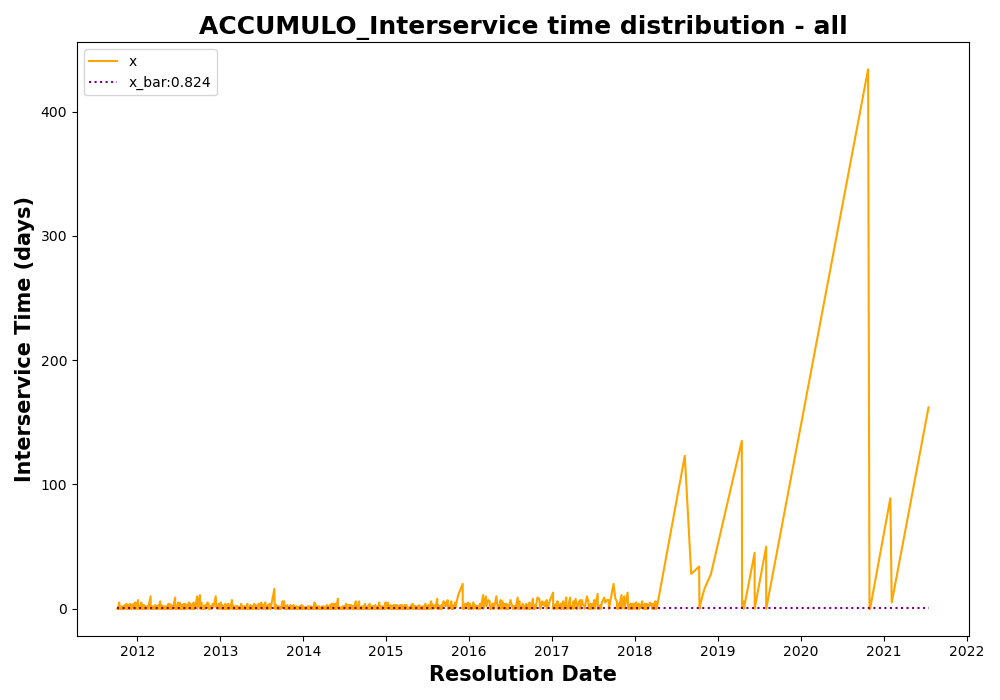 ACCUMULO_Interservice time distribution - all
x
x_bar:0.824
Interservice Time (days)
400
300
200
100
0
2012 2013 2014 2015 2016 2017 2018 2019 2020 2021 2022
Resolution Date